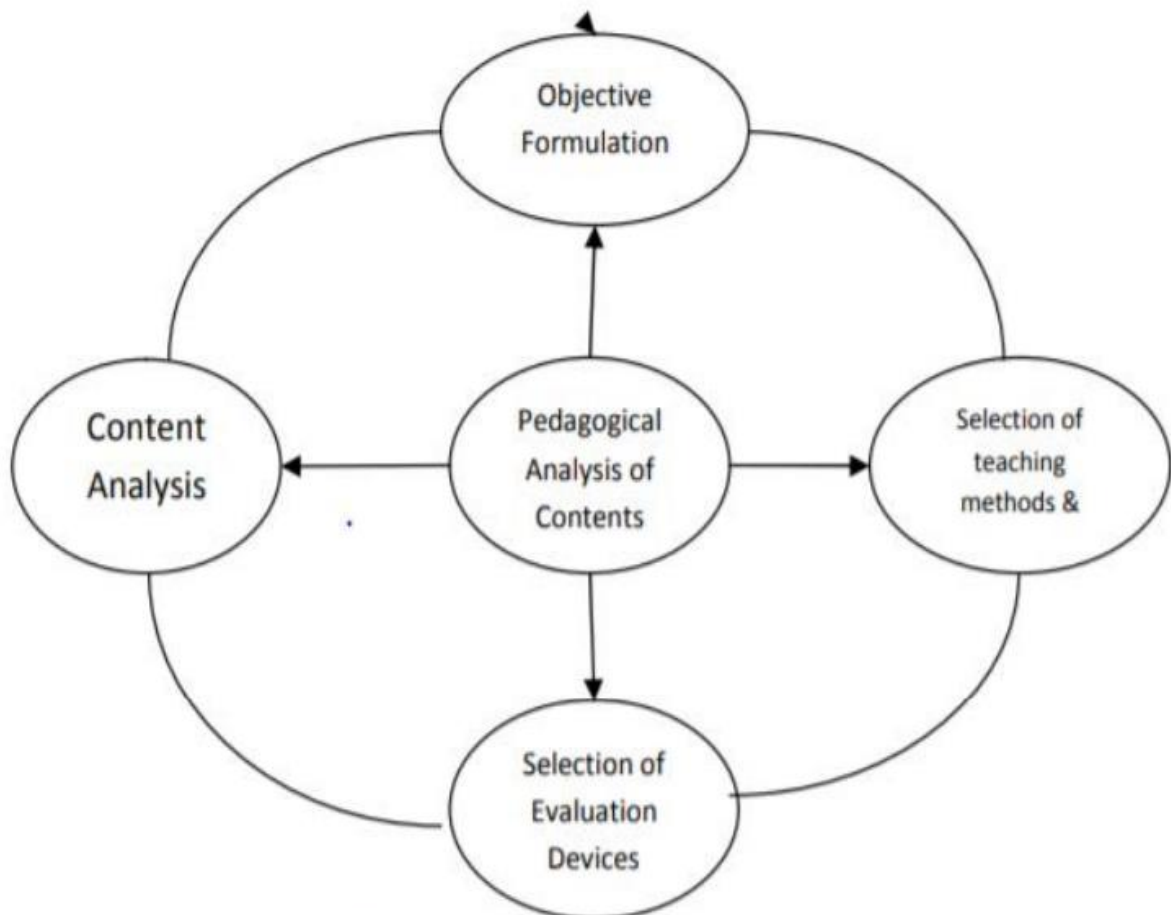 Objective
Formulation
Content
Analysis
Pedagogical
Analysis of
Contents
Selection of
teaching
methods &
Selection of
Evaluation
Devices